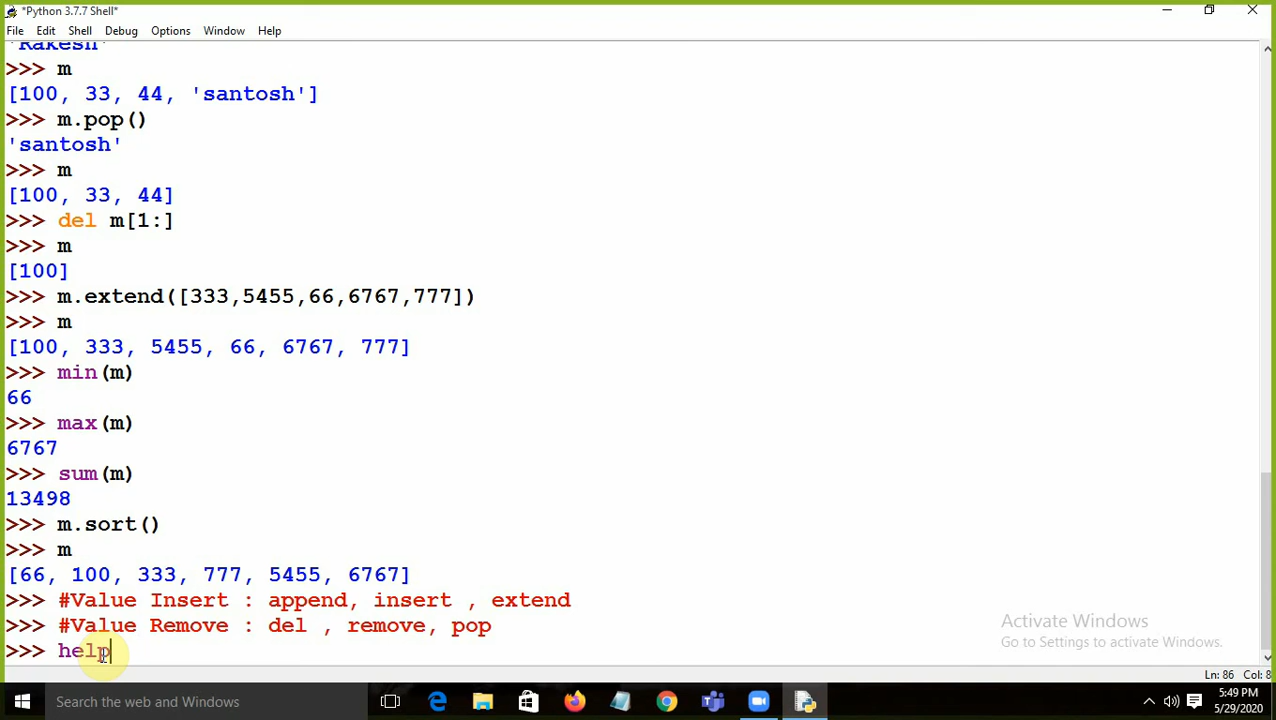 *Python 3.7.7 Shell*
File Edit Shell Debug Options Window Help
'Rakesh'
>>> m
[100, 33, 44, 'santosh']
>>> m.pop()
'santosh'
>>> m
[100, 33, 44]
>>> del m[1:]
>>> m
[100]
>>> m.extend([333,5455,66,6767,777])
>>> m
[100, 333, 5455, 66, 6767, 777]
>>> min(m)
66
>>> max(m)
6767
>>> sum(m)
13498
>>> m.sort()
>>> m
[66, 100, 333, 777, 5455, 6767]
>>> #Value Insert : append, insert , extend
>>> #Value Remove : del , remove, pop
>>> help
Activate Windows
Go to Settings to activate Windows.
Ln: 86 Col: 8
Search the web and Windows
5:49 PM
5/29/2020